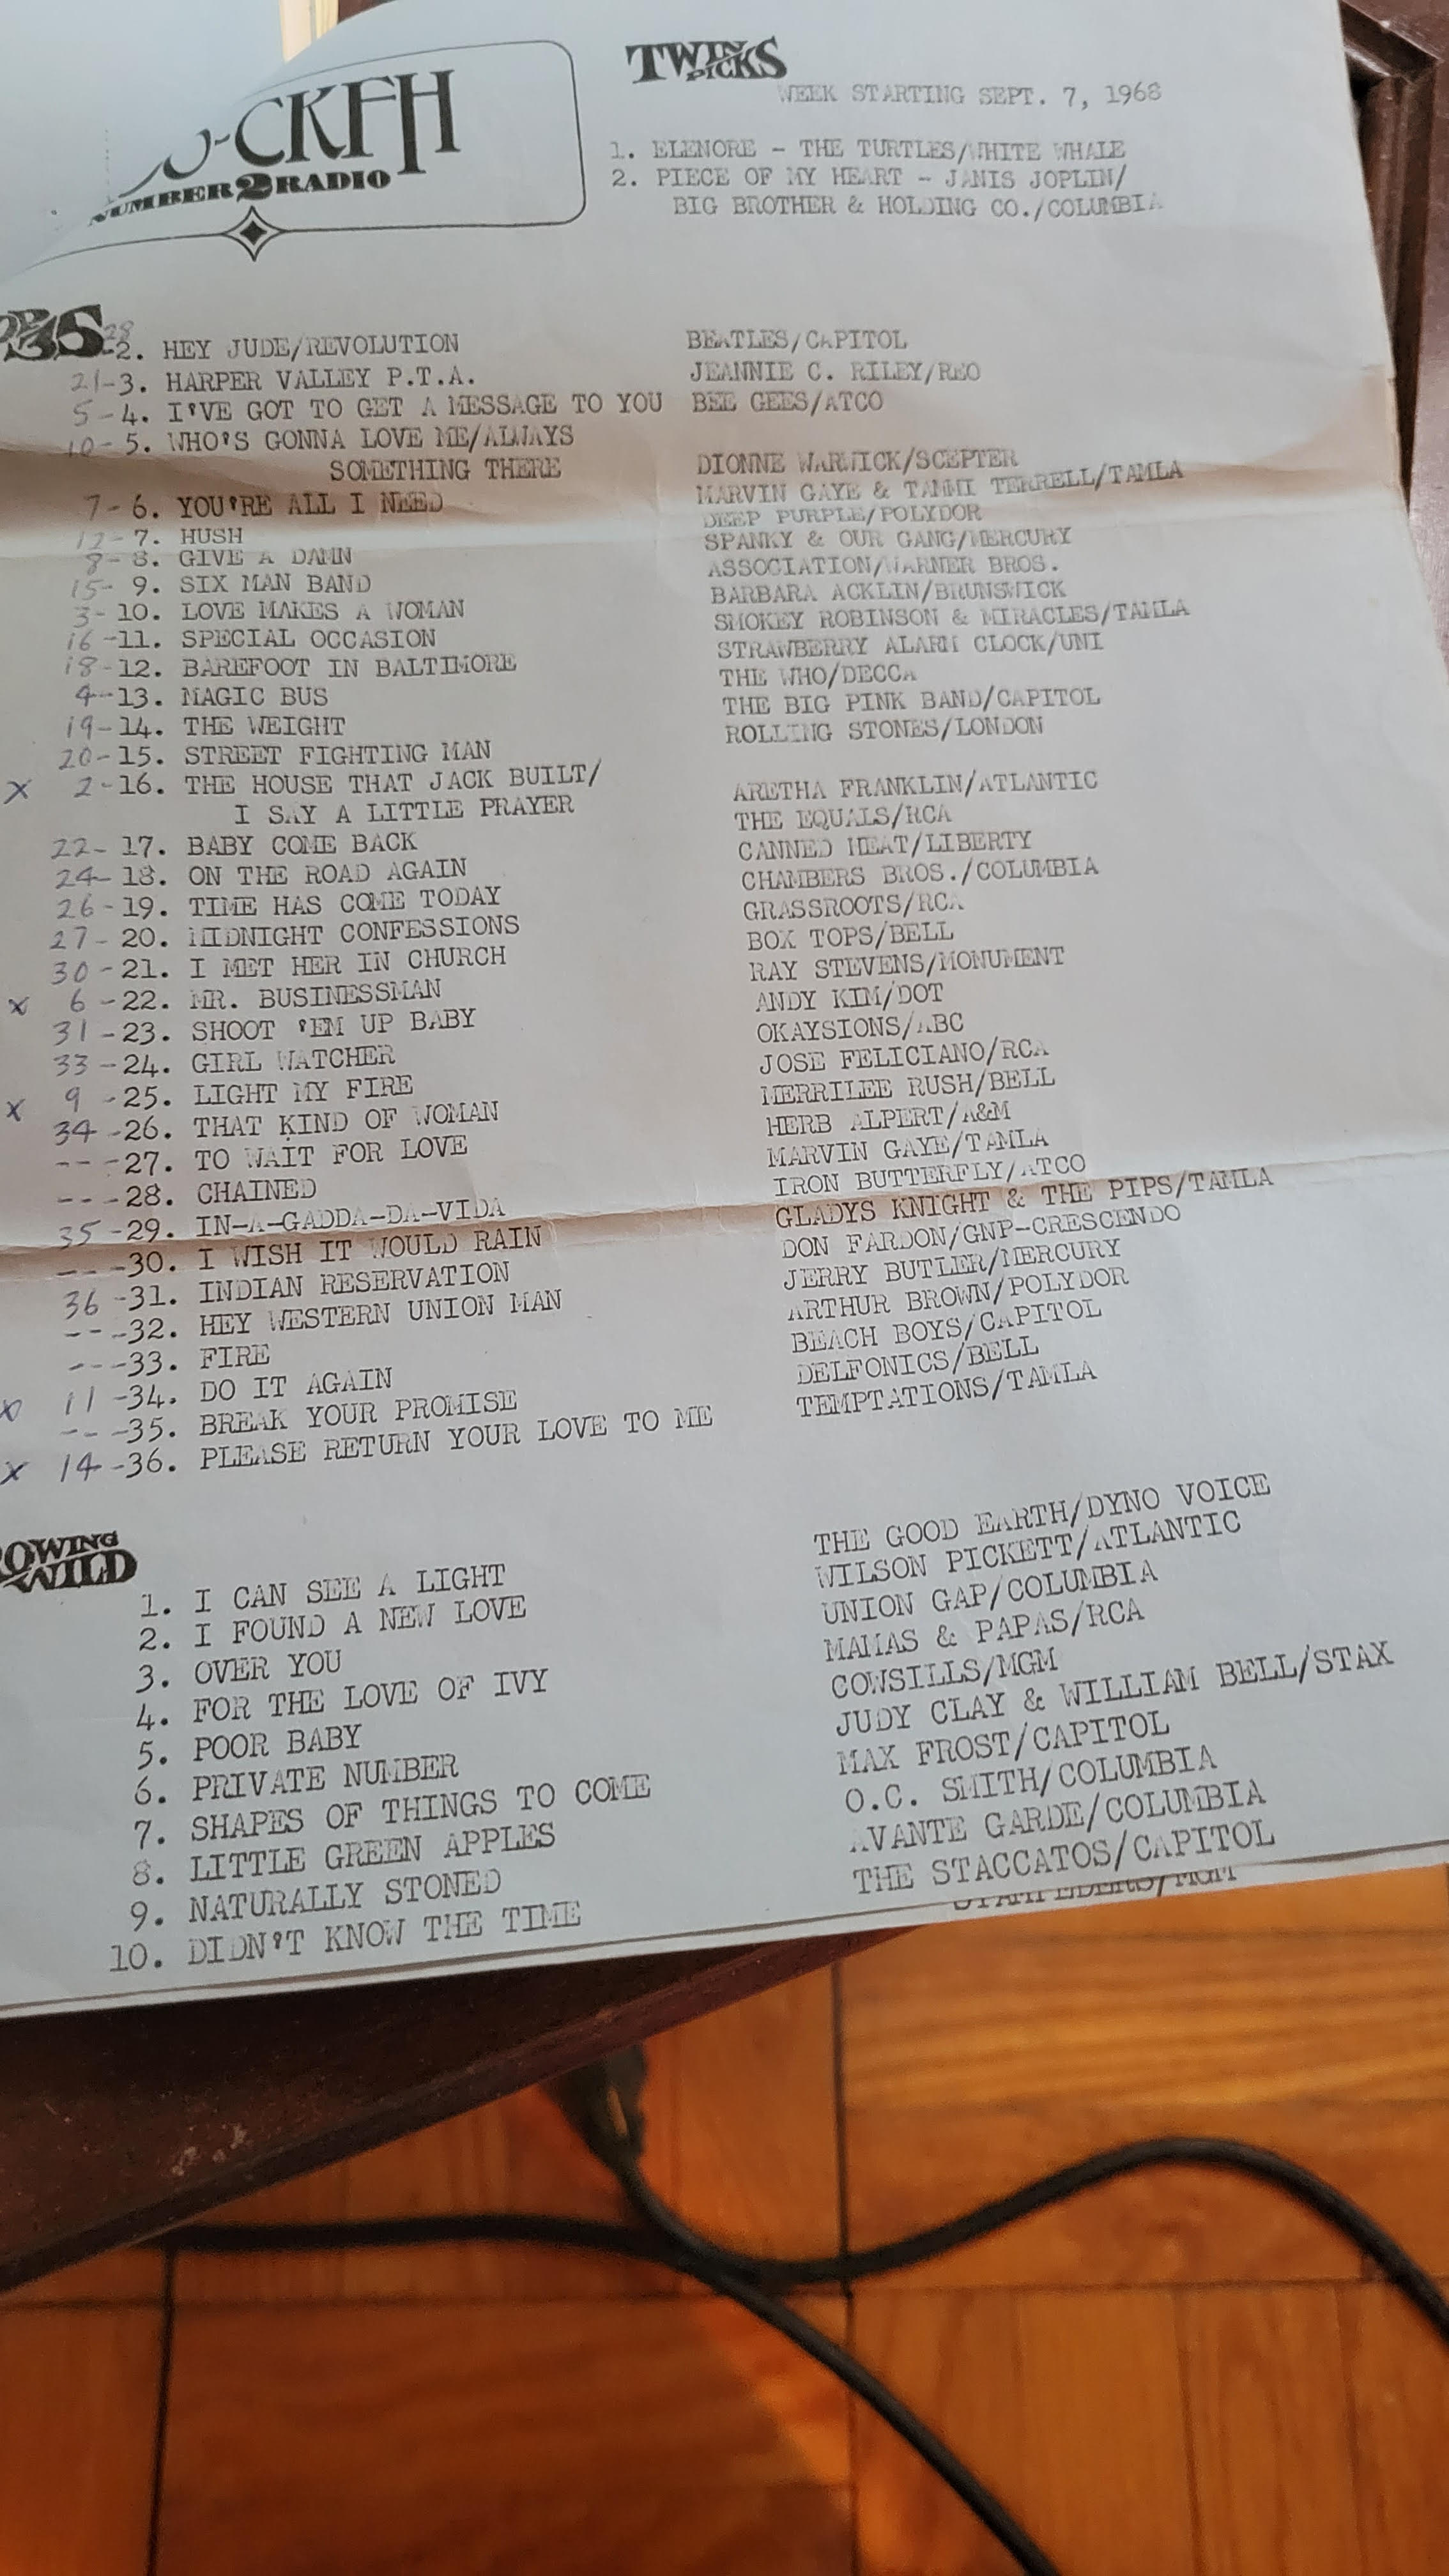 -CKFH
NUMBER 2 RADIO
TWIN PICKS
WEEK STARTING SEPT. 7, 1968
1. ELENORE - THE TURTLES/WHITE WHALE
2. PIECE OF MY HEART - JANIS JOPLIN/
BIG BROTHER & HOLDING CO./COLUMBIA
35
28-2. HEY JUDE/REVOLUTION BEATLES/CAPITOL
21-3. HARPER VALLEY P.T.A. JEANNIE C. RILEY/REO
5-4. I'VE GOT TO GET A MESSAGE TO YOU BEE GEES/ATCO
10-5. WHO'S GONNA LOVE ME/ALWAYS
SOMETHING THERE DIONNE WARWICK/SCEPTER
7-6. YOU'RE ALL I NEED MARVIN GAYE & TAMMI TERRELL/TAMLA
12-7. HUSH DEEP PURPLE/POLYDOR
8-8. GIVE A DAMN SPANKY & OUR GANG/MERCURY
15-9. SIX MAN BAND ASSOCIATION/WARNER BROS.
3-10. LOVE MAKES A WOMAN BARBARA ACKLIN/BRUNSWICK
16-11. SPECIAL OCCASION SMOKEY ROBINSON & MIRACLES/TAMLA
18-12. BAREFOOT IN BALTIMORE STRAWBERRY ALARM CLOCK/UNI
4-13. MAGIC BUS THE WHO/DECCA
19-14. THE WEIGHT THE BIG PINK BAND/CAPITOL
20-15. STREET FIGHTING MAN ROLLING STONES/LONDON
x 2-16. THE HOUSE THAT JACK BUILT/
I SAY A LITTLE PRAYER ARETHA FRANKLIN/ATLANTIC
22-17. BABY COME BACK THE EQUALS/RCA
24-18. ON THE ROAD AGAIN CANNED HEAT/LIBERTY
26-19. TIME HAS COME TODAY CHAMBERS BROS./COLUMBIA
27-20. MIDNIGHT CONFESSIONS GRASSROOTS/RCA
30-21. I MET HER IN CHURCH BOX TOPS/BELL
x 6-22. MR. BUSINESSMAN RAY STEVENS/MONUMENT
31-23. SHOOT 'EM UP BABY ANDY KIM/DOT
33-24. GIRL WATCHER OKAYSIONS/ABC
x 9-25. LIGHT MY FIRE JOSE FELICIANO/RCA
34-26. THAT KIND OF WOMAN MERRILEE RUSH/BELL
---27. TO WAIT FOR LOVE HERB ALPERT/A&M
---28. CHAINED MARVIN GAYE/TAMLA
35-29. IN-A-GADDA-DA-VIDA IRON BUTTERFLY/ATCO
---30. I WISH IT WOULD RAIN GLADYS KNIGHT & THE PIPS/TAMLA
36-31. INDIAN RESERVATION DON FARDON/GNP-CRESCENDO
---32. HEY WESTERN UNION MAN JERRY BUTLER/MERCURY
---33. FIRE ARTHUR BROWN/POLYDOR
x 11-34. DO IT AGAIN BEACH BOYS/CAPITOL
---35. BREAK YOUR PROMISE DELFONICS/BELL
x 14-36. PLEASE RETURN YOUR LOVE TO ME TEMPTATIONS/TAMLA
ROWING WILD
1. I CAN SEE A LIGHT THE GOOD EARTH/DYNO VOICE
2. I FOUND A NEW LOVE WILSON PICKETT/ATLANTIC
3. OVER YOU UNION GAP/COLUMBIA
4. FOR THE LOVE OF IVY MAMAS & PAPAS/RCA
5. POOR BABY COWSILLS/MGM
6. PRIVATE NUMBER JUDY CLAY & WILLIAM BELL/STAX
7. SHAPES OF THINGS TO COME MAX FROST/CAPITOL
8. LITTLE GREEN APPLES O.C. SMITH/COLUMBIA
9. NATURALLY STONED AVANTE GARDE/COLUMBIA
10. DIDN'T KNOW THE TIME THE STACCATOS/CAPITOL